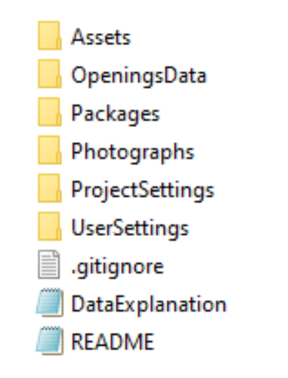 Assets
OpeningsData
Packages
Photographs
ProjectSettings
UserSettings
.gitignore
DataExplanation
README